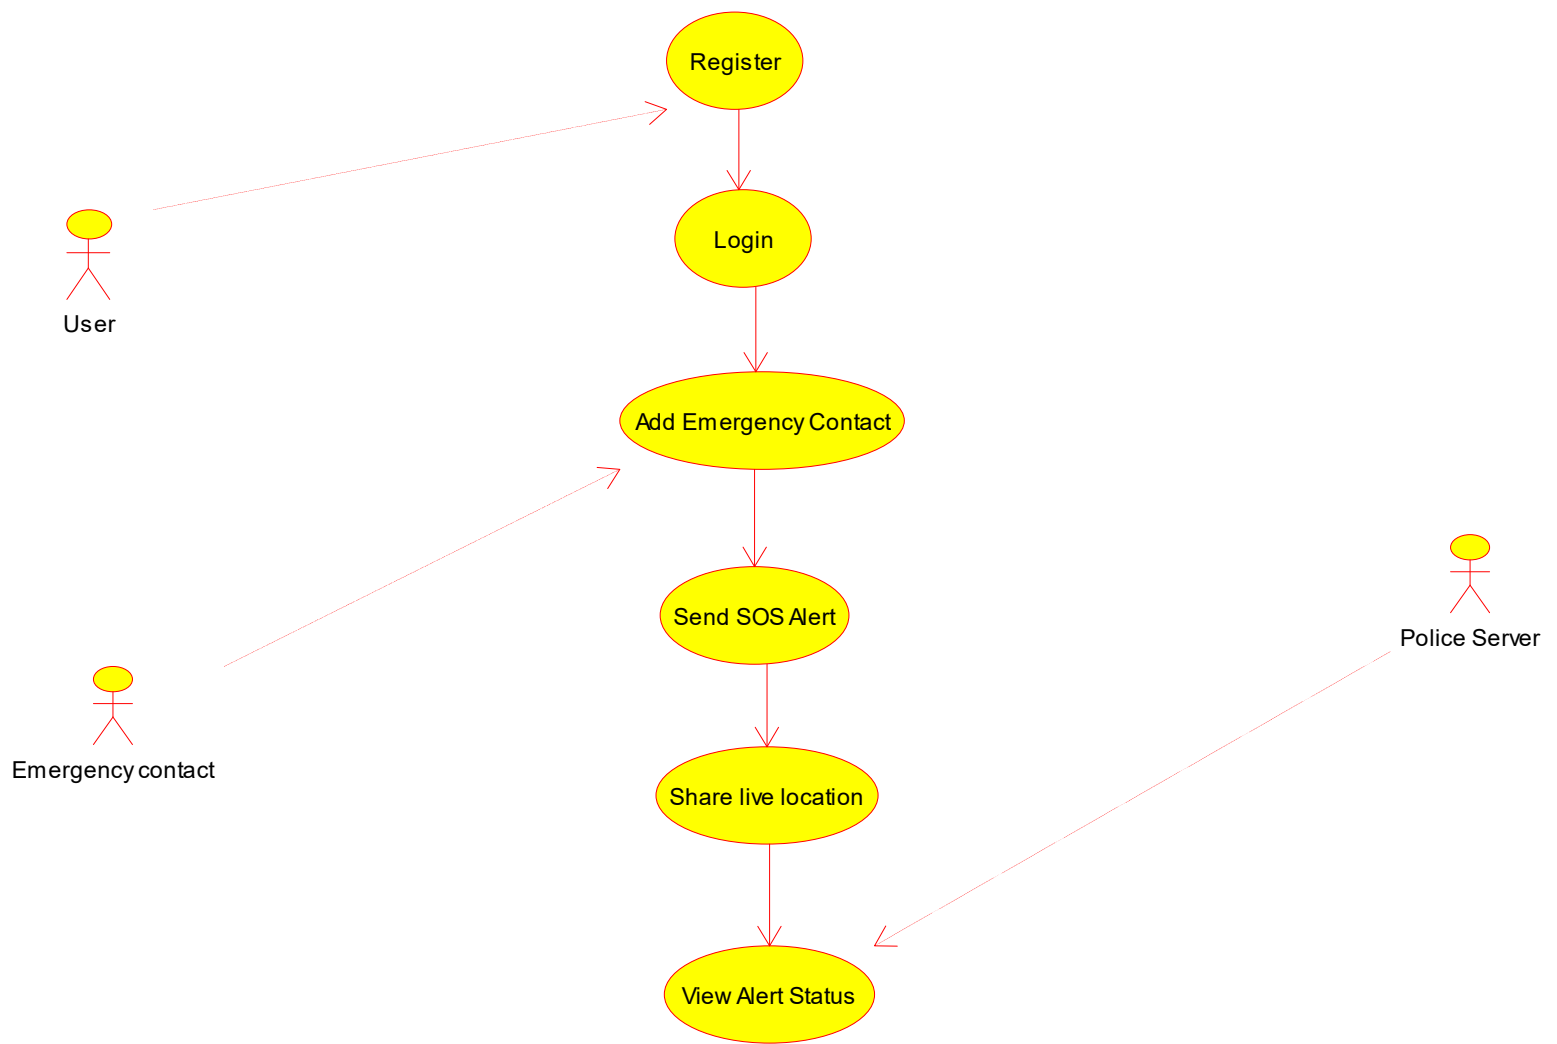 Register
Login
User
Add Emergency Contact
Send SOS Alert
Police Server
Emergency contact
Share live location
View Alert Status